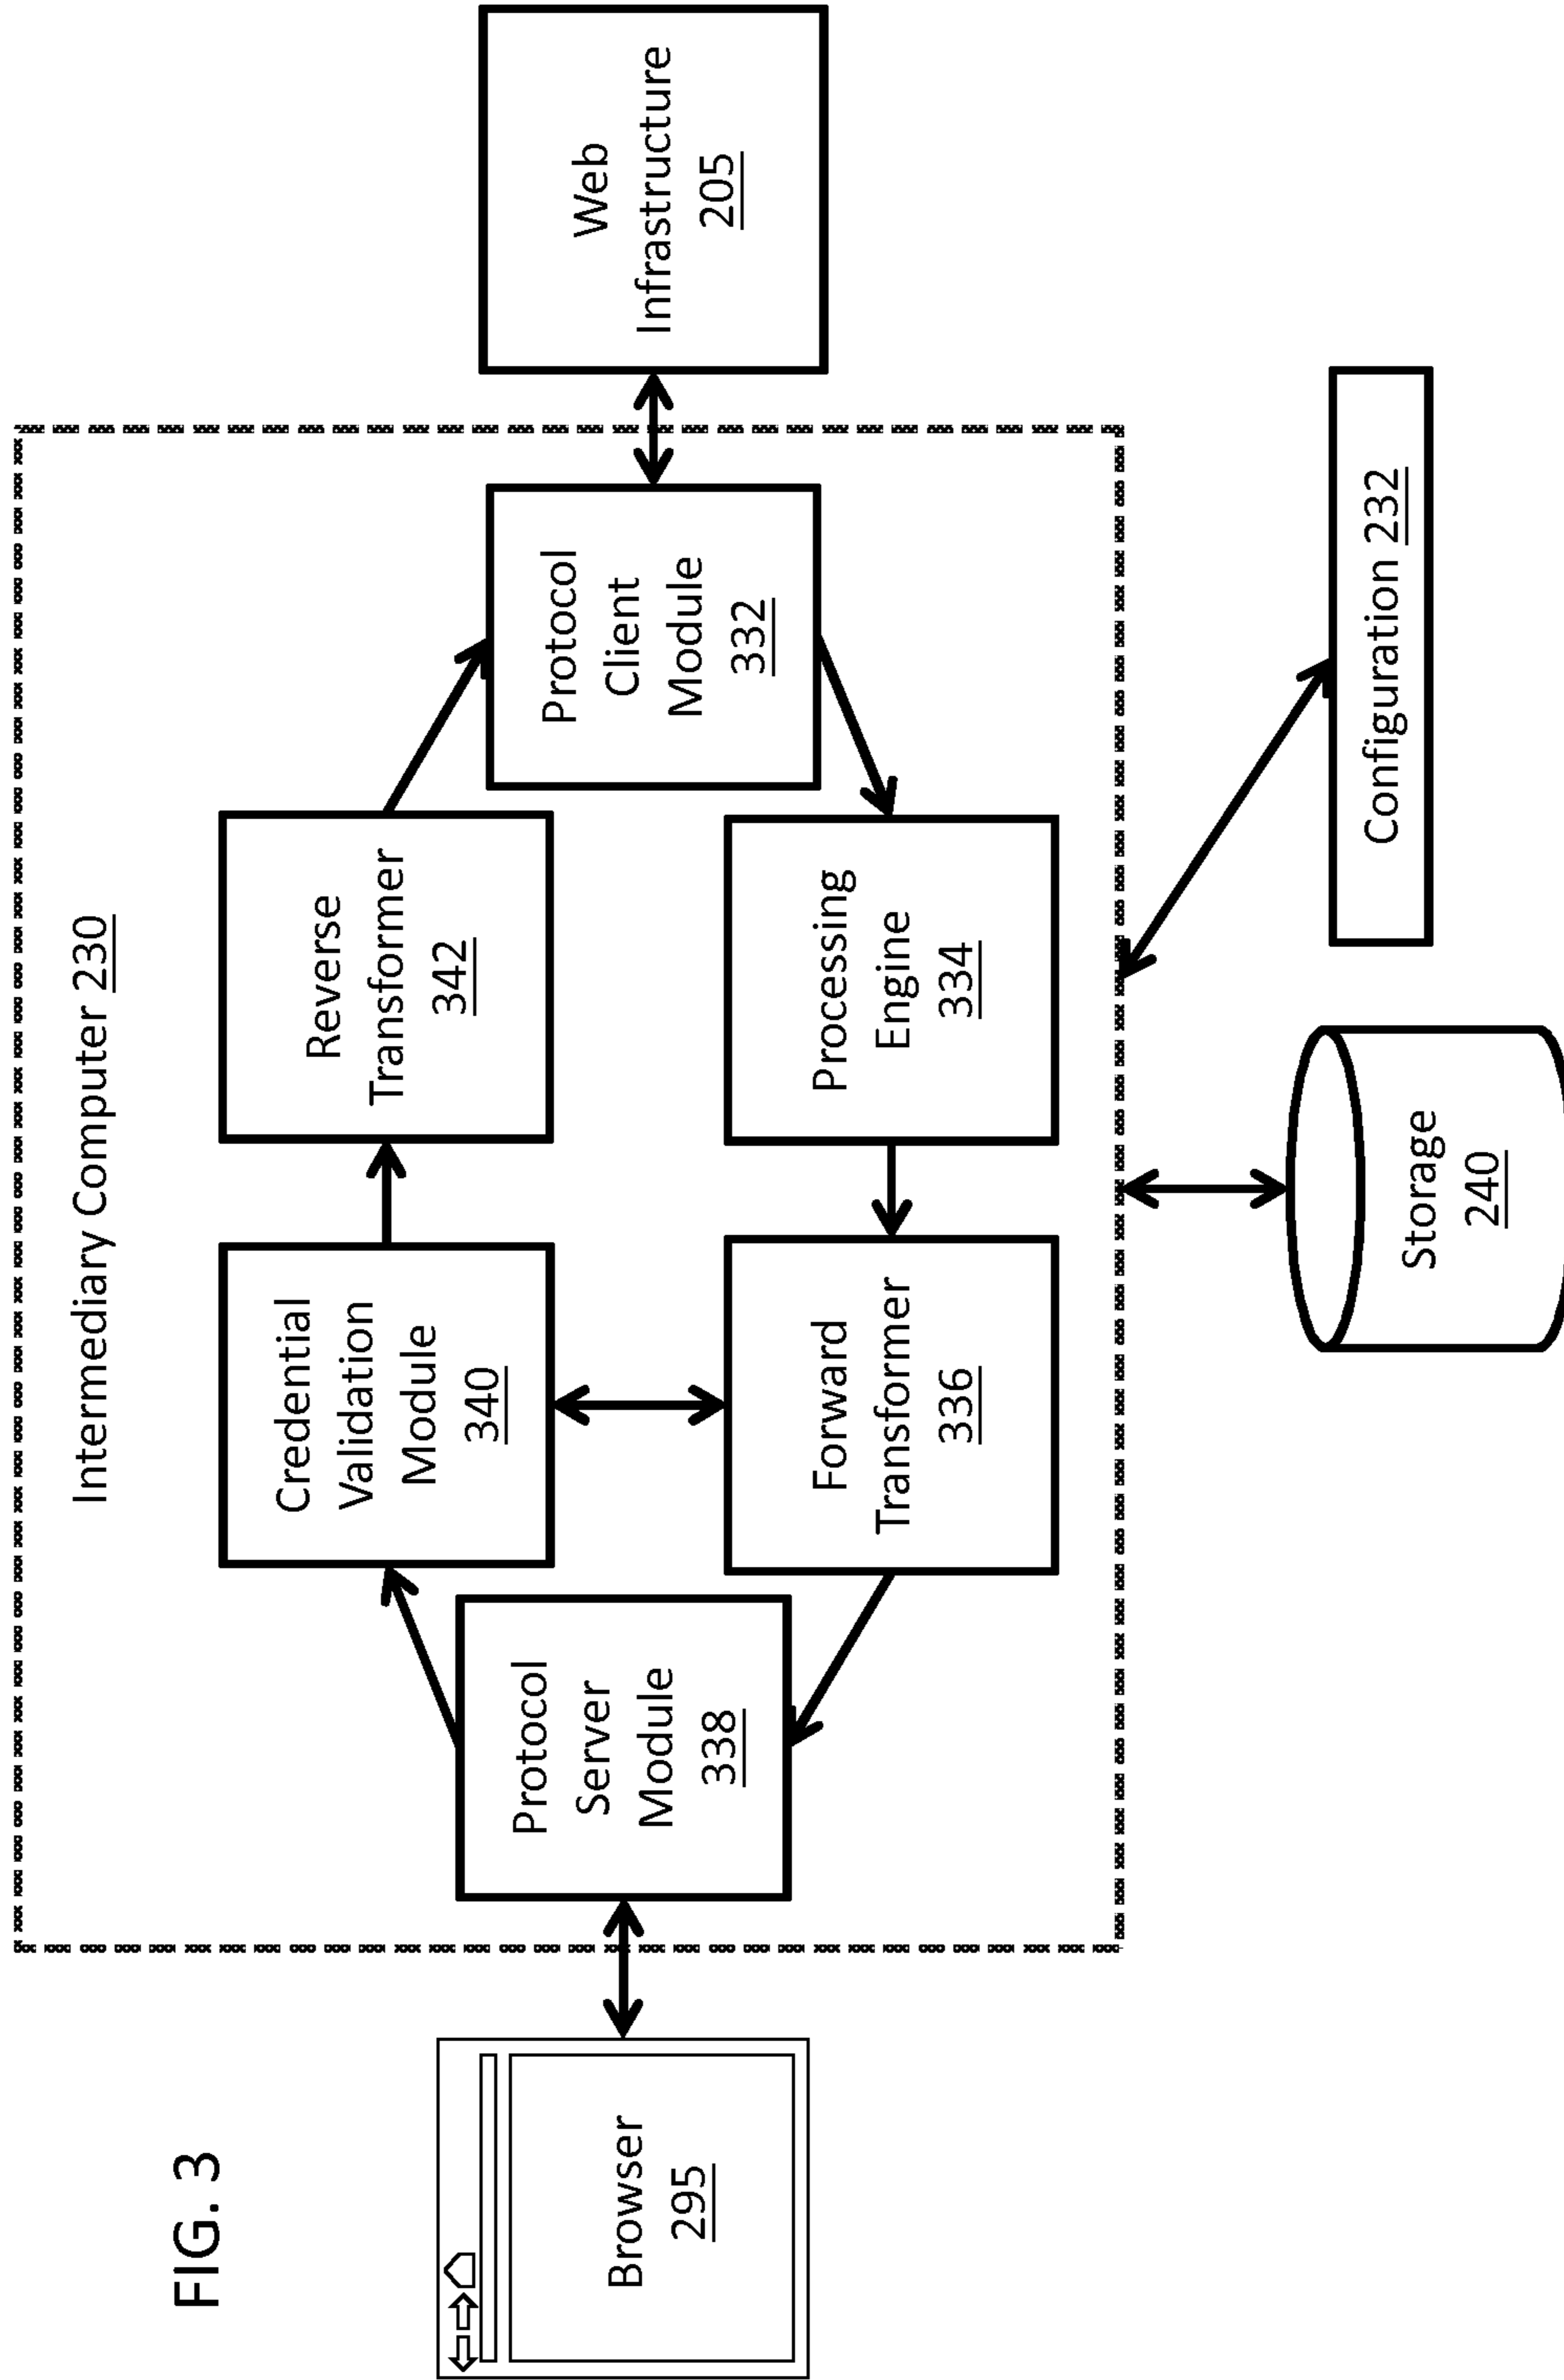 FIG. 3
Intermediary Computer 230
Browser
295
Protocol
Server
Module
338
Credential
Validation
Module
340
Reverse
Transformer
342
Protocol
Client
Module
332
Web
Infrastructure
205
Forward
Transformer
336
Processing
Engine
334
Storage
240
Configuration 232